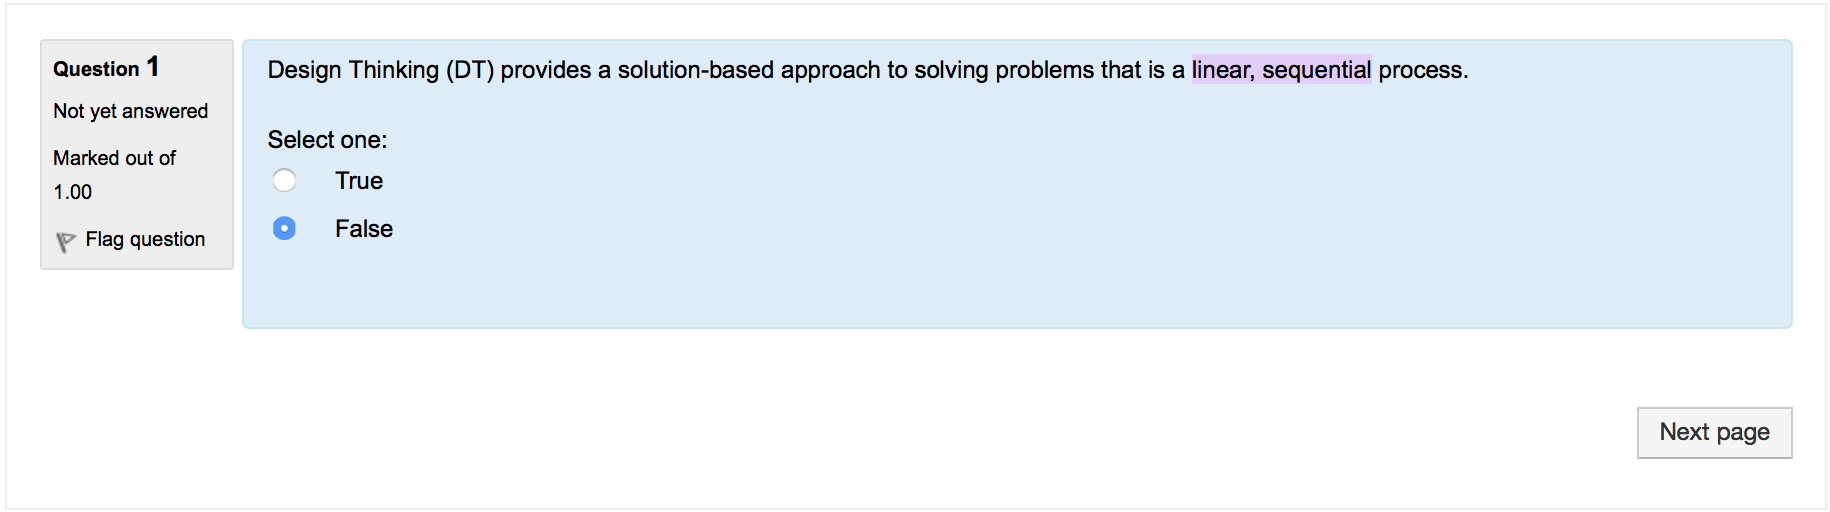 Question 1
Not yet answered
Marked out of
1.00
Flag question
Design Thinking (DT) provides a solution-based approach to solving problems that is a linear, sequential process.
Select one:
True
False
Next page